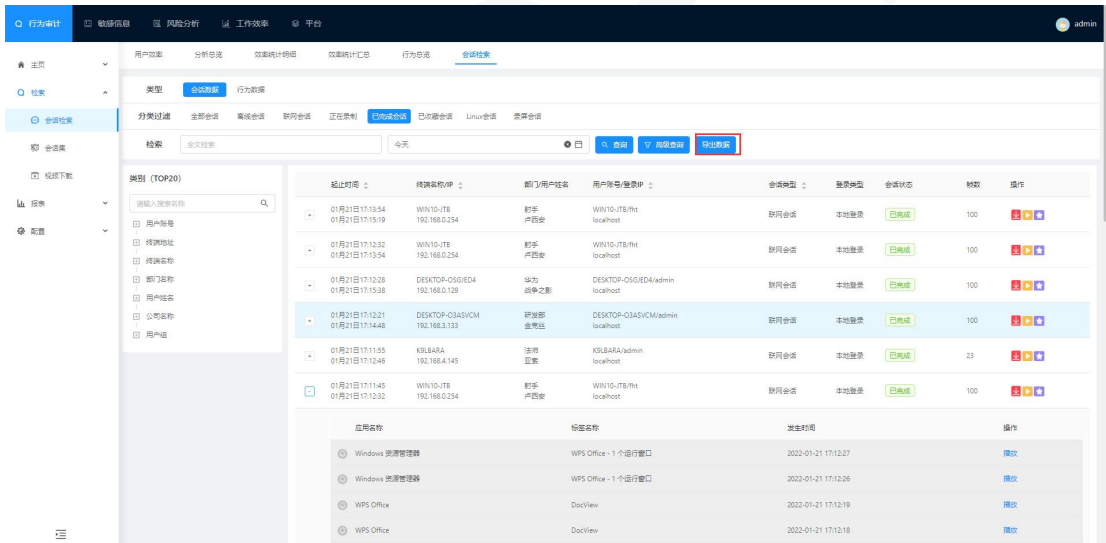 行为审计 敏感信息 风险分析 工作效率 平台 admin
用户效率 分析总览 效率统计明细 效率统计汇总 行为总览 会话检索
主页
检索
会话检索
会话集
视频下载
报表
配置
类型 会话数据 行为数据
分类过滤 全部会话 离线会话 联网会话 正在录制 已完成会话 已收藏会话 Linux会话 录屏会话
检索 全文检索 今天 查询 高级查询 导出数据
类别 (TOP20)
请输入搜索名称
用户账号
终端地址
终端名称
部门名称
用户姓名
公司名称
用户组
起止时间 终端名称/IP 部门/用户姓名 用户账号/登录IP 会话类型 登录类型 会话状态 帧数 操作
01月21日17:13:54 WIN10-JTB 射手 WIN10-JTB/fht
01月21日17:15:19 192.168.0.254 卢西安 localhost 联网会话 本地登录 已完成 100
01月21日17:12:32 WIN10-JTB 射手 WIN10-JTB/fht
01月21日17:13:54 192.168.0.254 卢西安 localhost 联网会话 本地登录 已完成 100
01月21日17:12:28 DESKTOP-OSGJED4 华为 DESKTOP-OSGJED4/admin
01月21日17:15:38 192.168.0.129 战争之影 localhost 联网会话 本地登录 已完成 100
01月21日17:12:21 DESKTOP-O3ASVCM 研发部 DESKTOP-O3ASVCM/admin
01月21日17:14:48 192.168.3.133 金克丝 localhost 联网会话 本地登录 已完成 100
01月21日17:11:55 K9LBARA 法师 K9LBARA/admin
01月21日17:12:46 192.168.4.145 亚索 localhost 联网会话 本地登录 已完成 23
01月21日17:11:45 WIN10-JTB 射手 WIN10-JTB/fht
01月21日17:12:32 192.168.0.254 卢西安 localhost 联网会话 本地登录 已完成 100
应用名称 标签名称 发生时间 操作
Windows 资源管理器 WPS Office - 1 个运行窗口 2022-01-21 17:12:27 播放
Windows 资源管理器 WPS Office - 1 个运行窗口 2022-01-21 17:12:26 播放
WPS Office DocView 2022-01-21 17:12:19 播放
WPS Office DocView 2022-01-21 17:12:18 播放